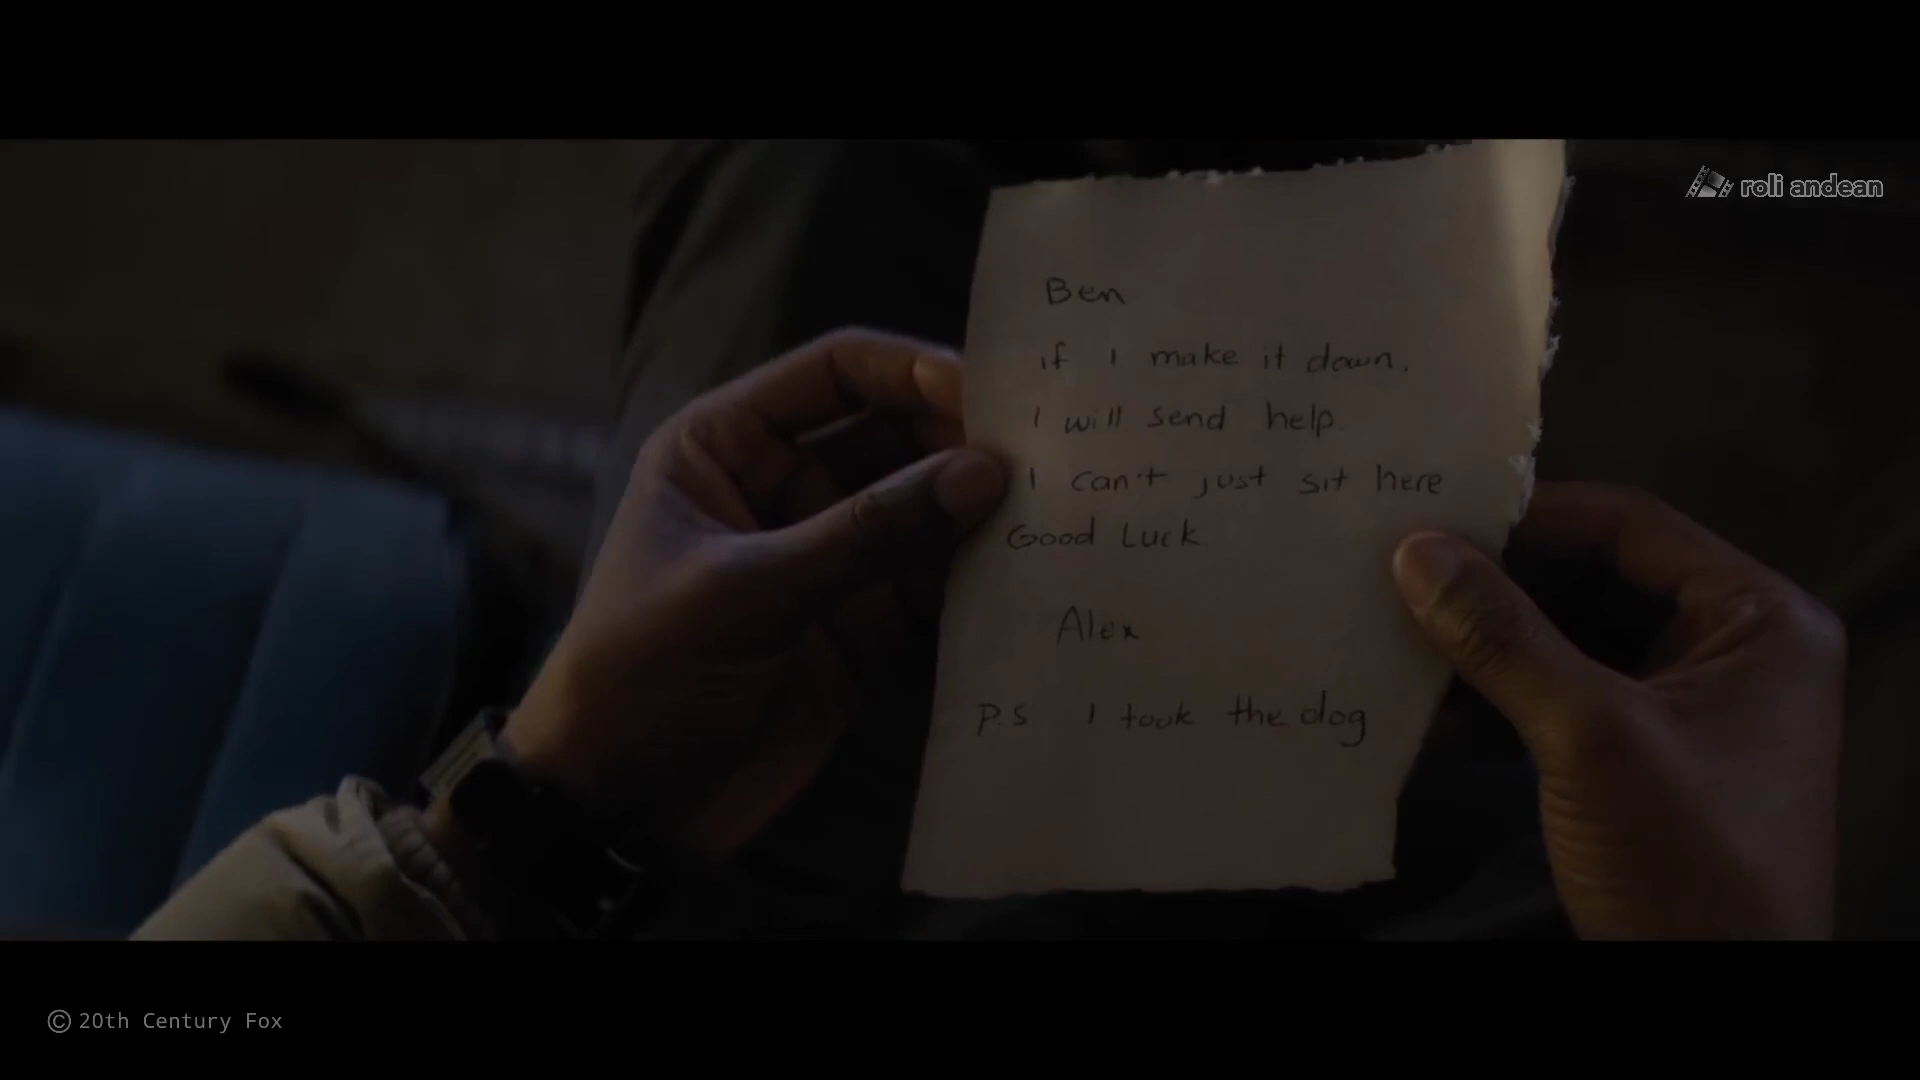 roli andean
Ben
if I make it down.
I will send help.
I can't just sit here
Good Luck
Alex
P.S I took the dog
© 20th Century Fox